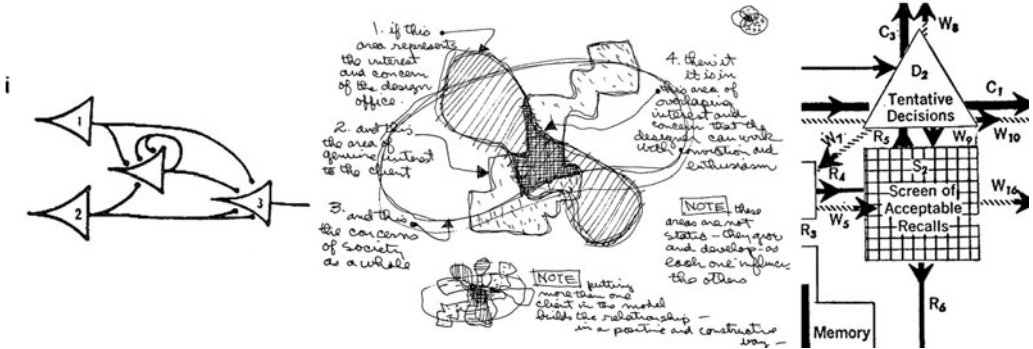 i
1
2
3
1. if this
area represents
the interest
and concern
of the design
office.
2. and this
the area of
genuine interest
to the client
3. and this
the concerns
of society
as a whole
4. then it
it is in
this area of
overlaping
interest and
concern that the
designer can work
with conviction and
enthusiasm
NOTE these
areas are not
static - they grow
and develop - as
each one influences
the others
NOTE putting
more than one
client in the model
builds the relationship -
in a positive and constructive
way -
C3
W8
D2
Tentative
Decisions
C1
W10
W9
R5
R4
W5
R3
S2
Screen of
Acceptable
Recalls
W16
R6
Memory